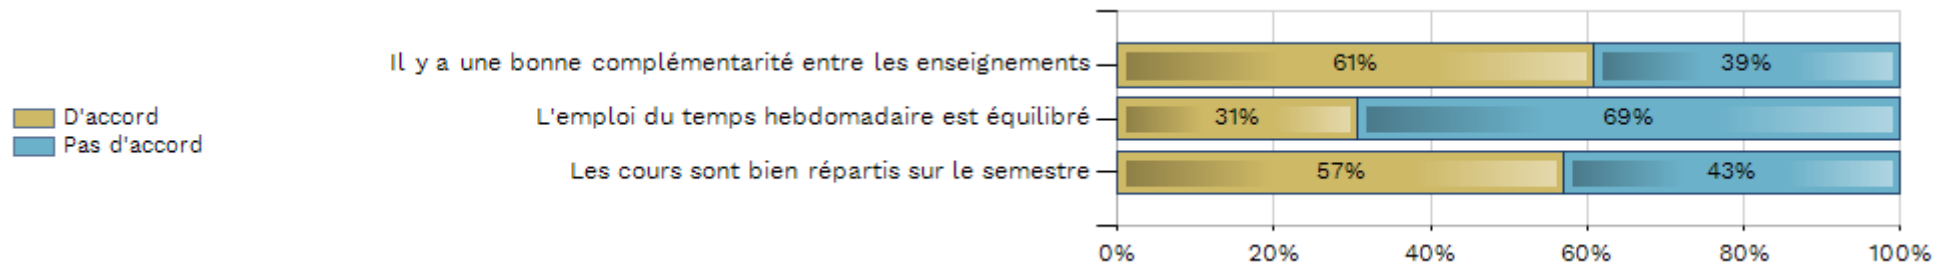 Il y a une bonne complémentarité entre les enseignements 61% 39%
D'accord
L'emploi du temps hebdomadaire est équilibré 31% 69%
Pas d'accord
Les cours sont bien répartis sur le semestre 57% 43%
0% 20% 40% 60% 80% 100%